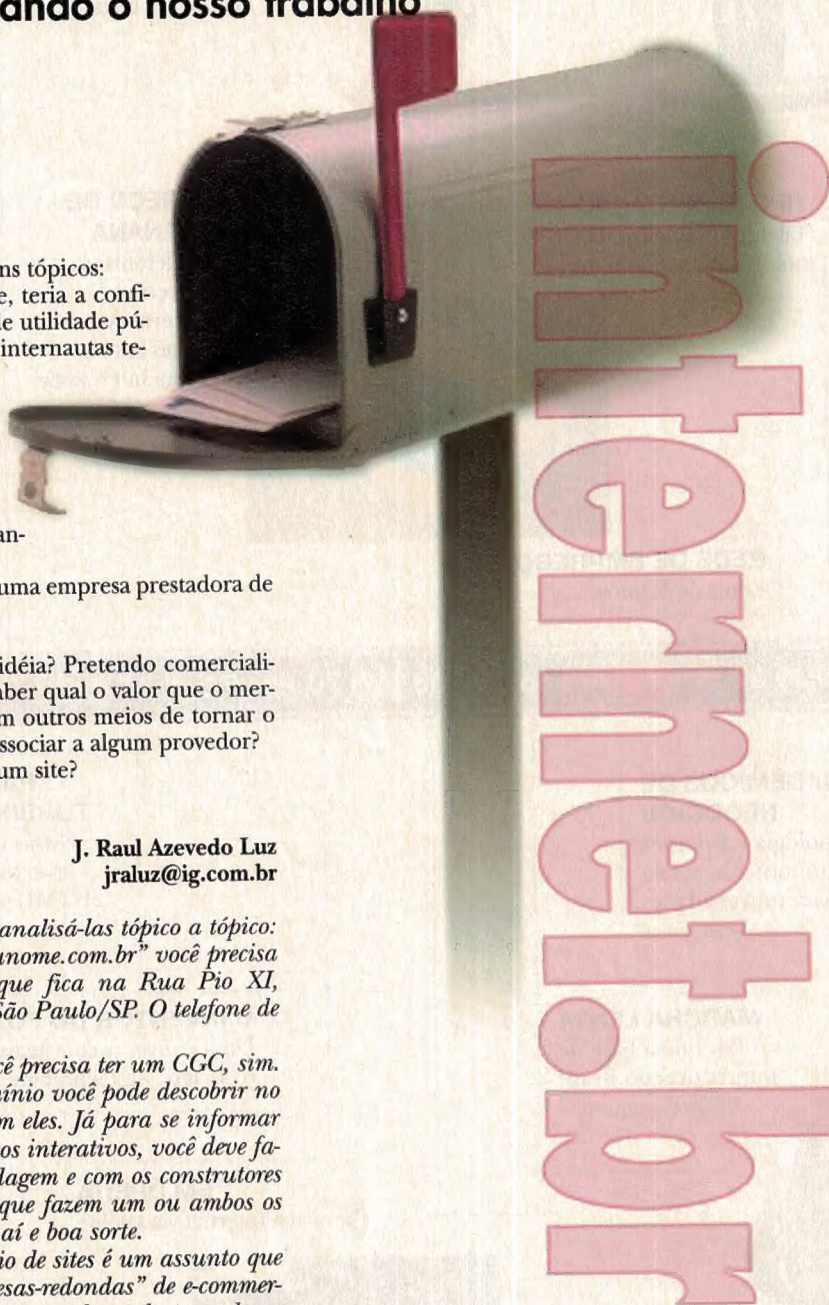 ando o nosso trabalho
ns tópicos:
e, teria a confi-
le utilidade pú-
internautas te-
an-
uma empresa prestadora de
idéia? Pretendo comerciali-
aber qual o valor que o mer-
m outros meios de tornar o
ssociar a algum provedor?
um site?
J. Raul Azevedo Luz
jraluz@ig.com.br
analisá-las tópico a tópico:
unome.com.br” você precisa
que fica na Rua Pio XI,
São Paulo/SP. O telefone de
cê precisa ter um CGC, sim.
mínio você pode descobrir no
m eles. Já para se informar
os interativos, você deve fa-
dagem e com os construtores
que fazem um ou ambos os
aí e boa sorte.
io de sites é um assunto que
esas-redondas” de e-commer-
internet.br